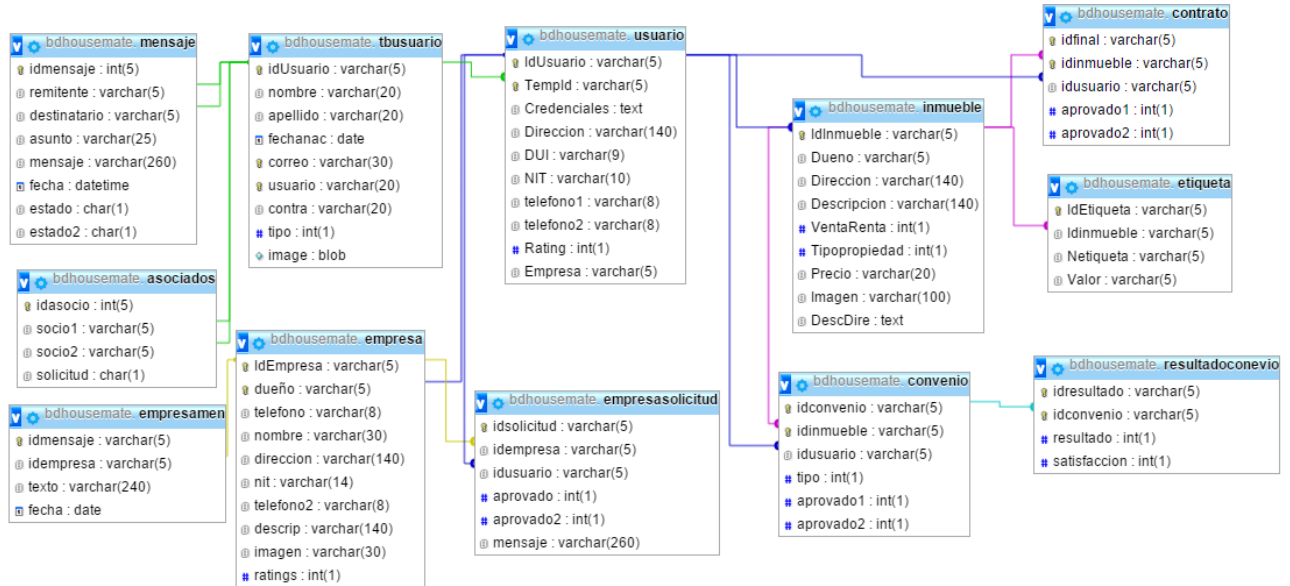 bdhousemate. mensaje
idmensaje : int(5)
remitente : varchar(5)
destinatario : varchar(5)
asunto : varchar(25)
mensaje : varchar(260)
fecha : datetime
estado : char(1)
estado2 : char(1)
bdhousemate. asociados
idasocio : int(5)
socio1 : varchar(5)
socio2 : varchar(5)
solicitud : char(1)
bdhousemate. empresamen
idmensaje : varchar(5)
idempresa : varchar(5)
texto : varchar(240)
fecha : date
bdhousemate. tbusuario
idUsuario : varchar(5)
nombre : varchar(20)
apellido : varchar(20)
fechanac : date
correo : varchar(30)
usuario : varchar(20)
contra : varchar(20)
tipo : int(1)
image : blob
bdhousemate. empresa
IdEmpresa : varchar(5)
dueño : varchar(5)
telefono : varchar(8)
nombre : varchar(30)
direccion : varchar(140)
nit : varchar(14)
telefono2 : varchar(8)
descrip : varchar(140)
imagen : varchar(30)
ratings : int(1)
bdhousemate. usuario
IdUsuario : varchar(5)
TempId : varchar(5)
Credenciales : text
Direccion : varchar(140)
DUI : varchar(9)
NIT : varchar(10)
telefono1 : varchar(8)
telefono2 : varchar(8)
Rating : int(1)
Empresa : varchar(5)
bdhousemate. empresasolicitud
idsolicitud : varchar(5)
idempresa : varchar(5)
idusuario : varchar(5)
aprovado : int(1)
aprovado2 : int(1)
mensaje : varchar(260)
bdhousemate. inmueble
IdInmueble : varchar(5)
Dueno : varchar(5)
Direccion : varchar(140)
Descripcion : varchar(140)
VentaRenta : int(1)
Tipopropiedad : int(1)
Precio : varchar(20)
Imagen : varchar(100)
DescDire : text
bdhousemate. convenio
idconvenio : varchar(5)
idinmueble : varchar(5)
idusuario : varchar(5)
tipo : int(1)
aprovado1 : int(1)
aprovado2 : int(1)
bdhousemate. contrato
idfinal : varchar(5)
idinmueble : varchar(5)
idusuario : varchar(5)
aprovado1 : int(1)
aprovado2 : int(1)
bdhousemate. etiqueta
IdEtiqueta : varchar(5)
Idinmueble : varchar(5)
Netiqueta : varchar(5)
Valor : varchar(5)
bdhousemate. resultadoconevio
idresultado : varchar(5)
idconvenio : varchar(5)
resultado : int(1)
satisfaccion : int(1)